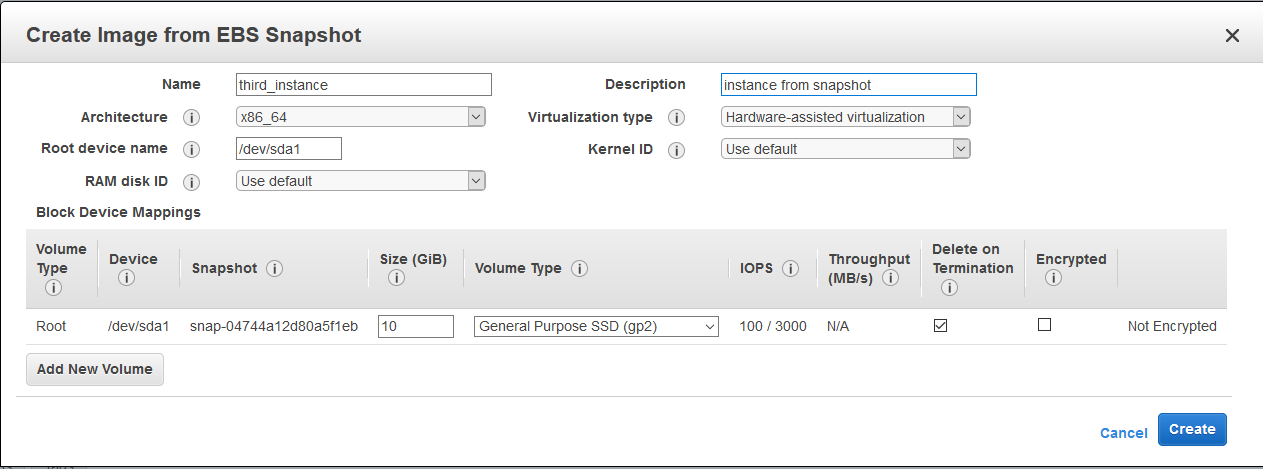 Create Image from EBS Snapshot
Name third_instance Description instance from snapshot
Architecture x86_64 Virtualization type Hardware-assisted virtualization
Root device name /dev/sda1 Kernel ID Use default
RAM disk ID Use default
Block Device Mappings
Volume Type Device Snapshot Size (GiB) Volume Type IOPS Throughput (MB/s) Delete on Termination Encrypted
Root /dev/sda1 snap-04744a12d80a5f1eb 10 General Purpose SSD (gp2) 100 / 3000 N/A Not Encrypted
Add New Volume
Cancel Create